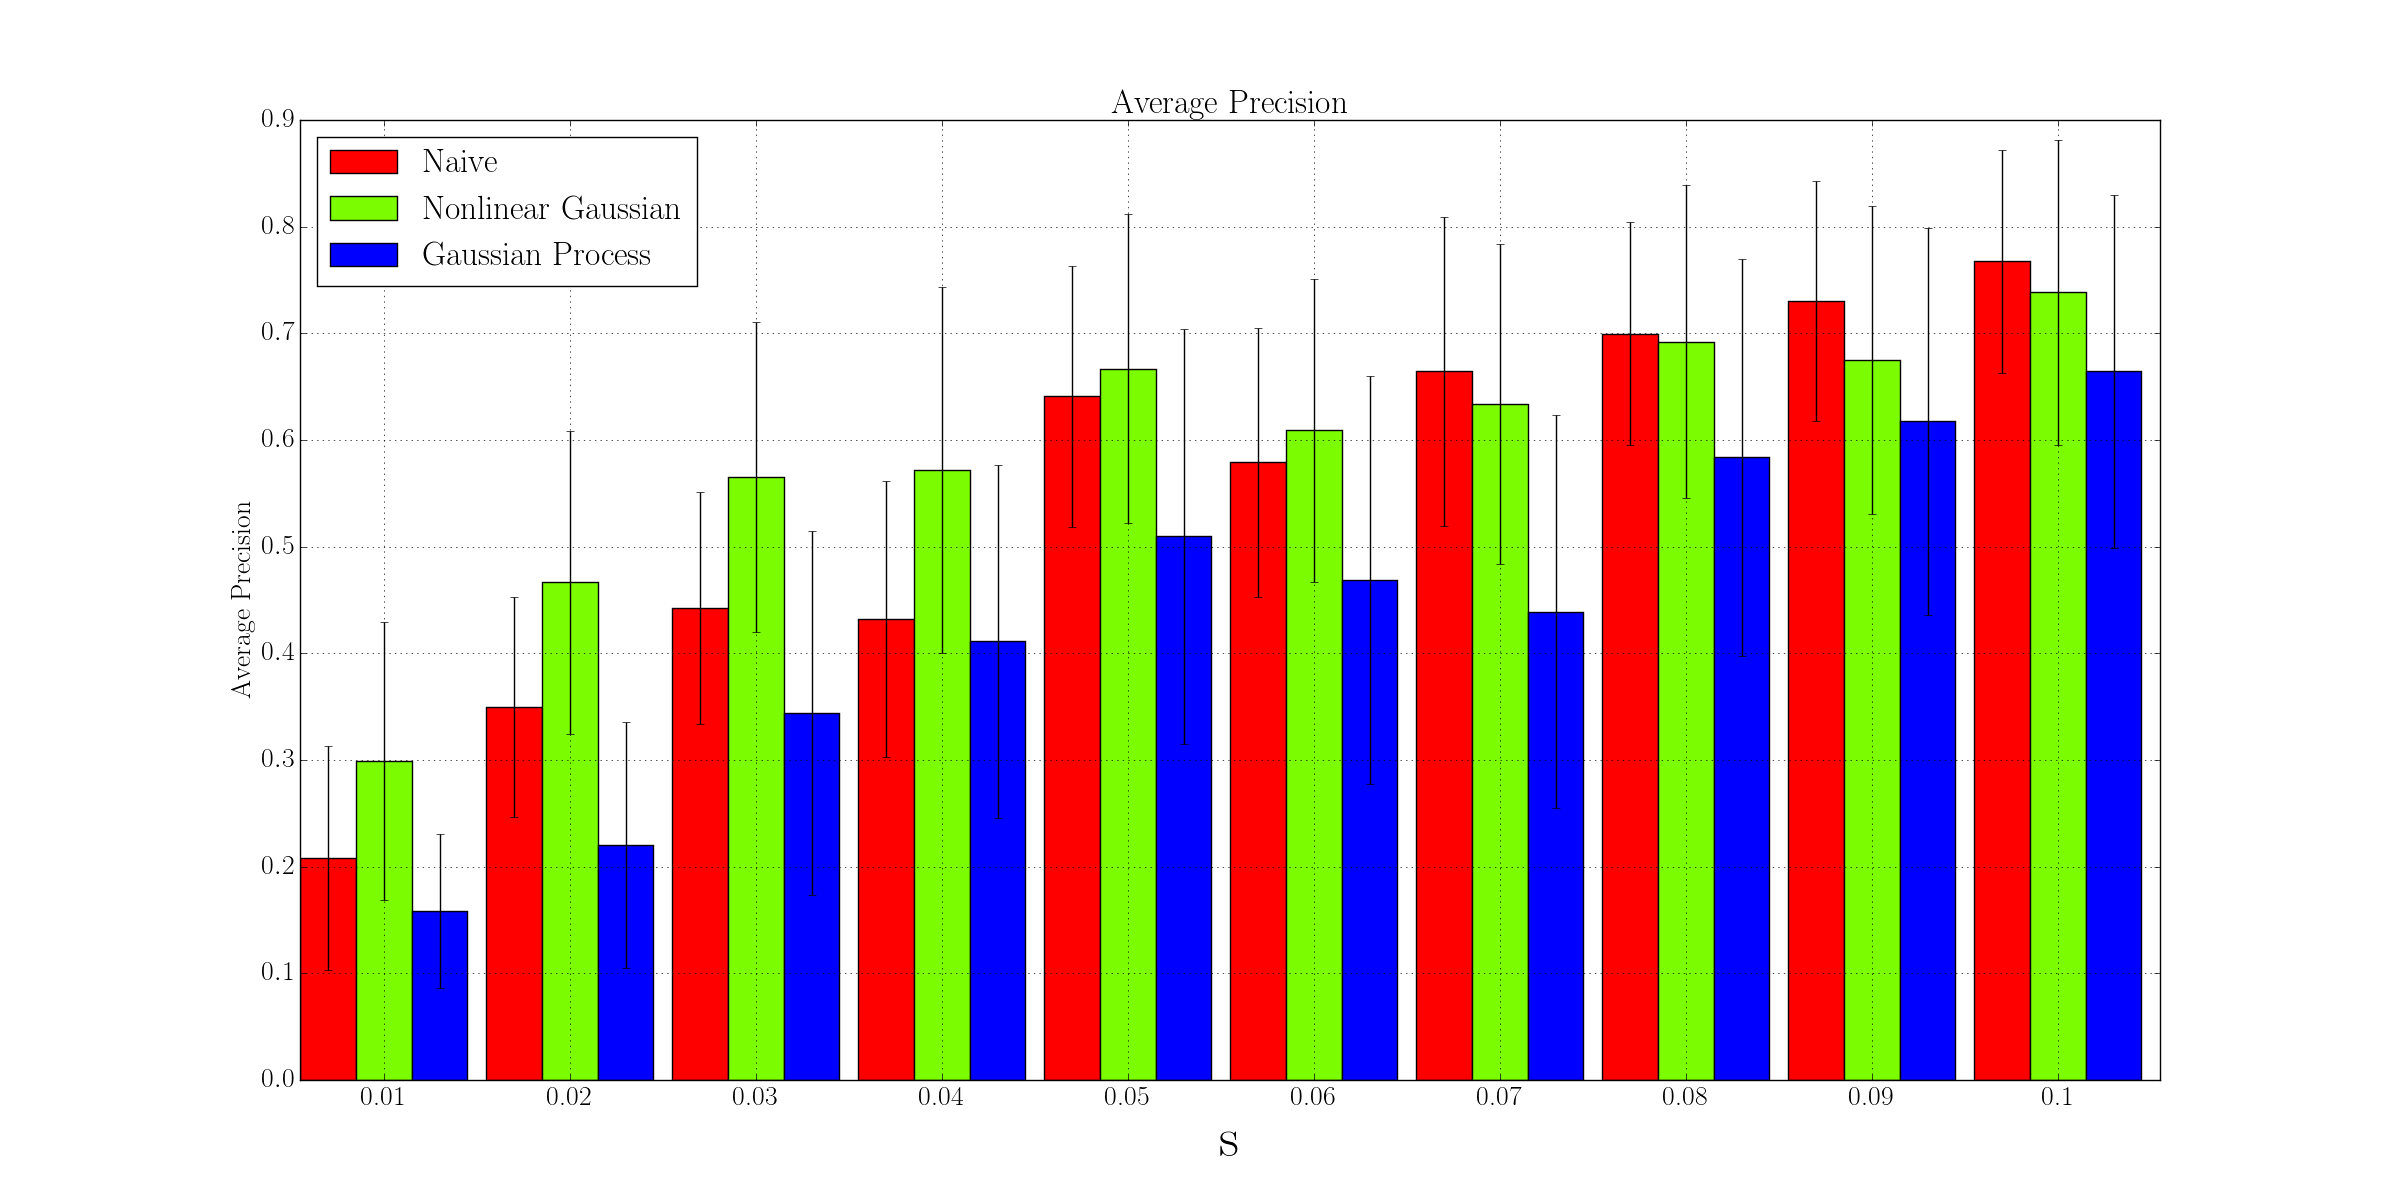 Average Precision
0.9
0.8
0.7
0.6
0.5
0.4
0.3
0.2
0.1
0.0
Naive
Nonlinear Gaussian
Gaussian Process
Average Precision
0.01 0.02 0.03 0.04 0.05 0.06 0.07 0.08 0.09 0.1
S